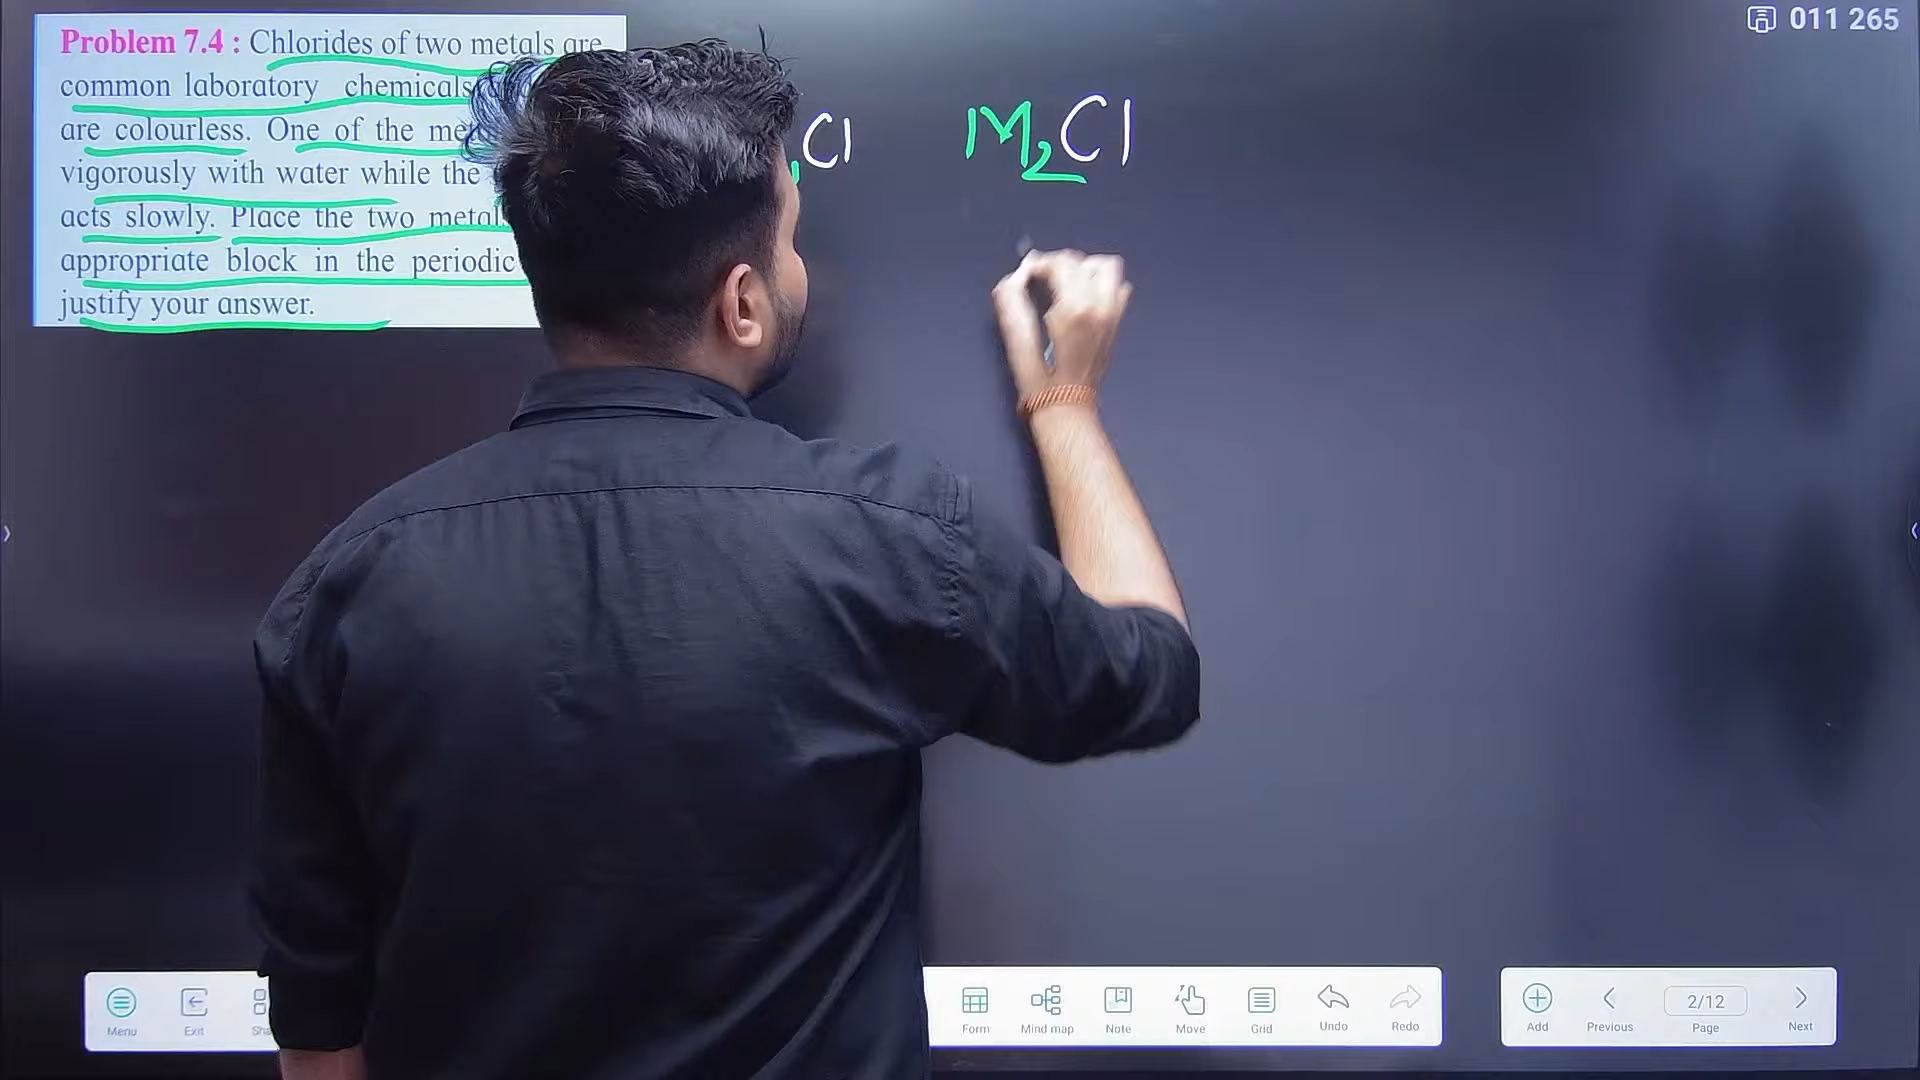 011 265
Problem 7.4 : Chlorides of two metals are
common laboratory chemicals
are colourless. One of the
vigorously with water while the
acts slowly. Place the two
appropriate block in the periodic
justify your answer.
Cl M2Cl
Menu Exit Form Mind map Note Move Grid Undo Redo Add Previous 2/12 Page Next